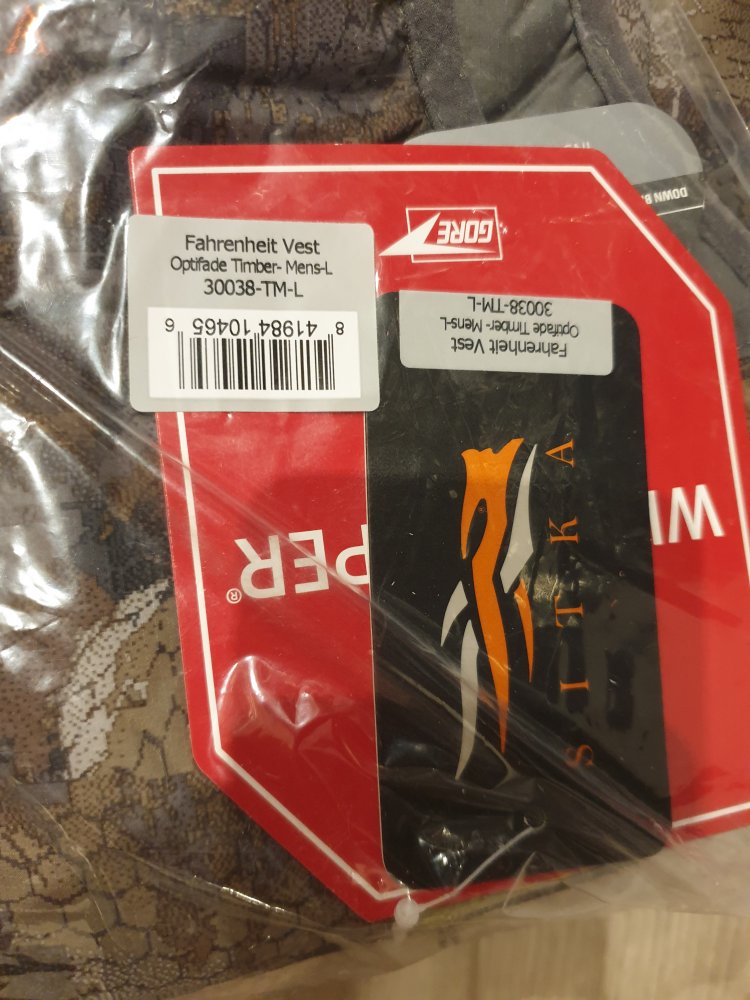 Fahrenheit Vest
Optifade Timber- Mens-L
30038-TM-L
8 41984 10465 6
GORE
Fahrenheit Vest
Optifade Timber- Mens-L
30038-TM-L
SITKA
®
PER®
DOWN